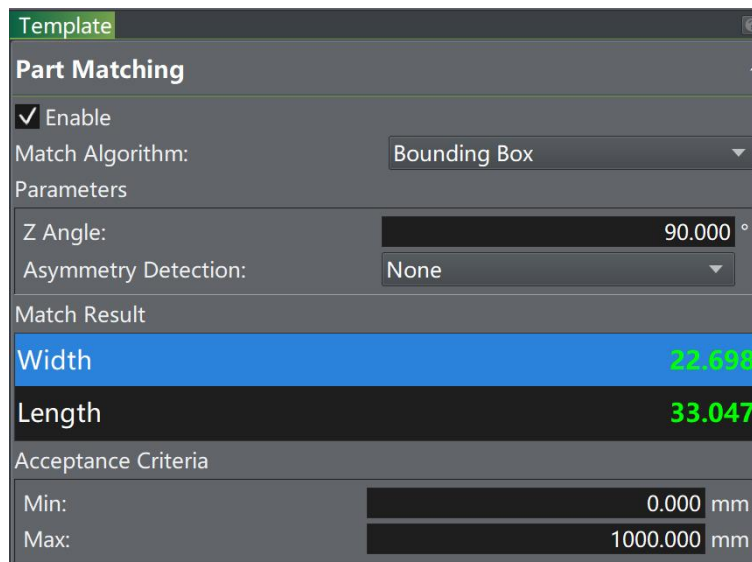 Template
Part Matching
Enable
Match Algorithm: Bounding Box
Parameters
Z Angle: 90.000 °
Asymmetry Detection: None
Match Result
Width 22.698
Length 33.047
Acceptance Criteria
Min: 0.000 mm
Max: 1000.000 mm